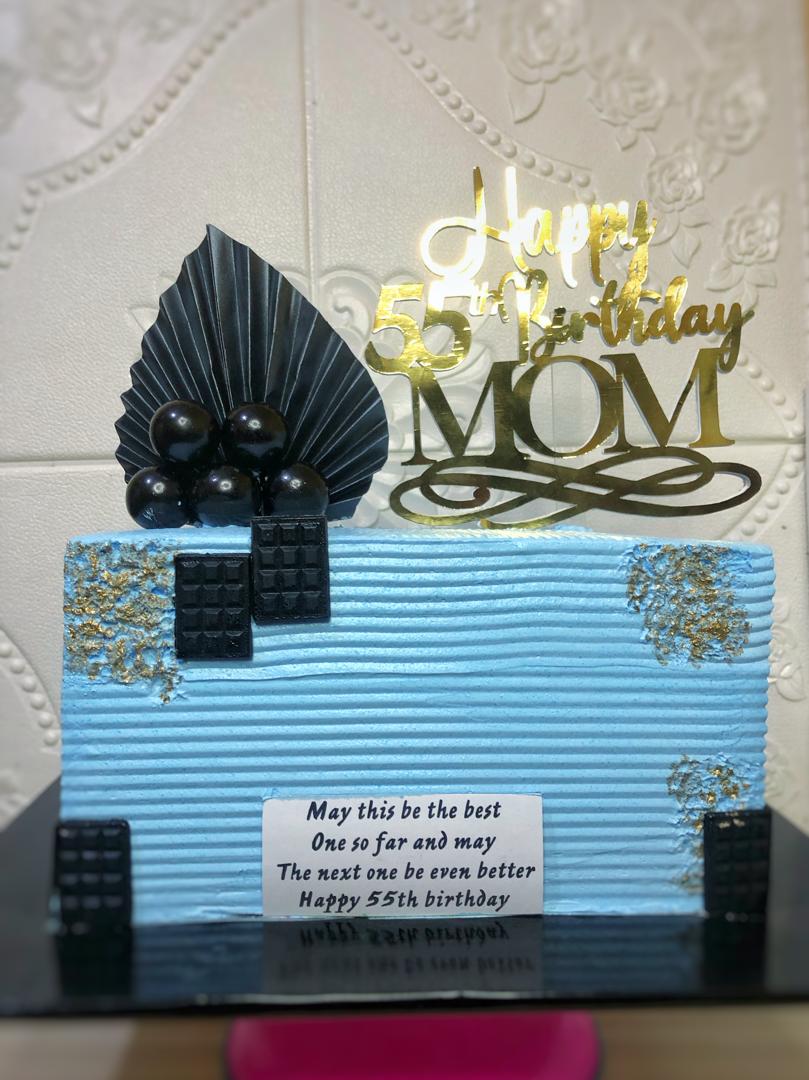 Happy
55th Birthday
MOM
May this be the best
One so far and may
The next one be even better
Happy 55th birthday